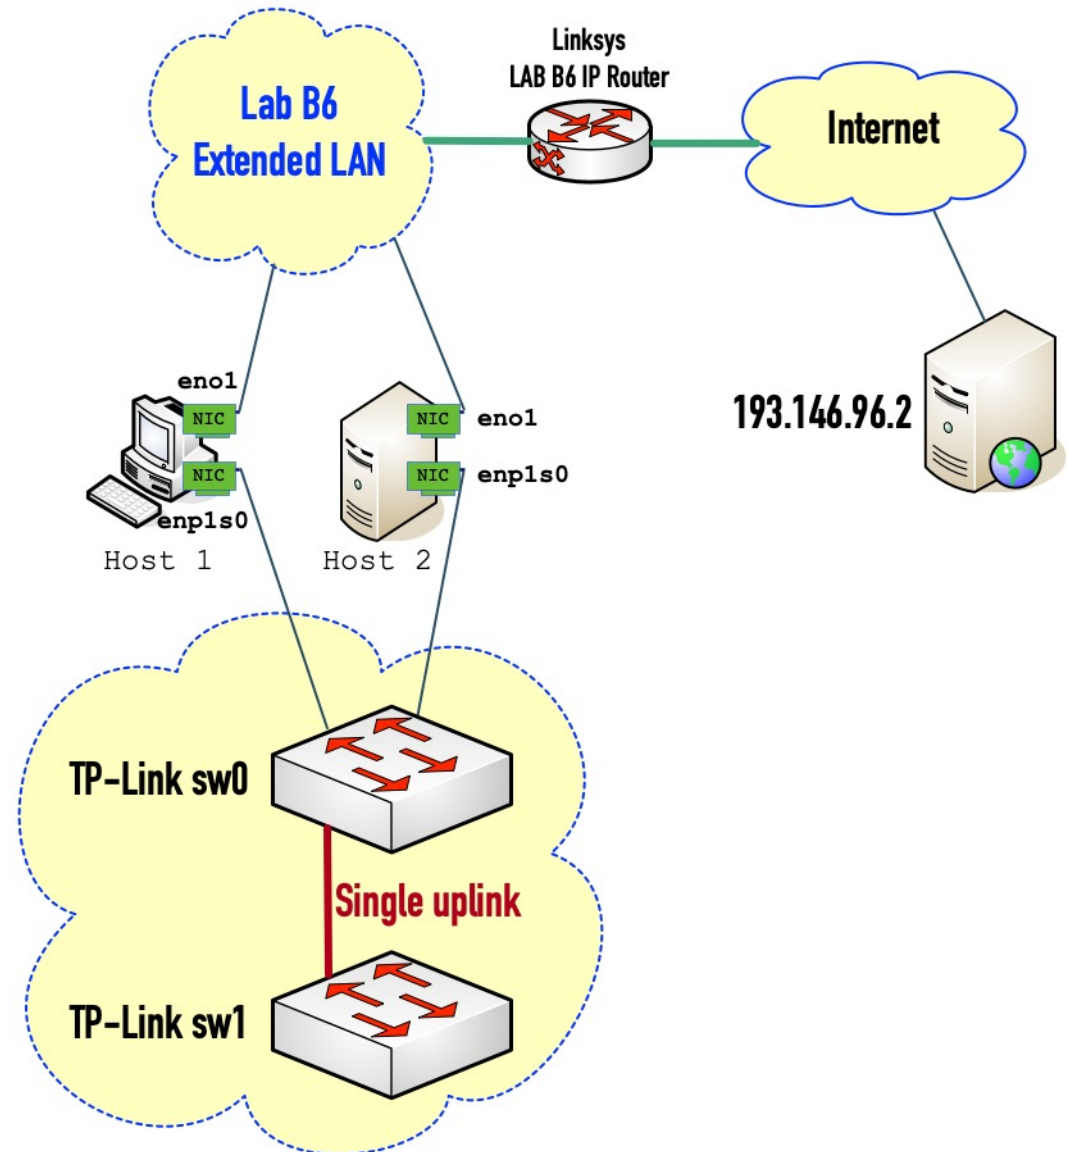 Linksys
LAB B6 IP Router
Lab B6
Extended LAN
Internet
eno1
NIC
NIC
enp1s0
Host 1
NIC
eno1
NIC
enp1s0
Host 2
193.146.96.2
TP-Link sw0
Single uplink
TP-Link sw1